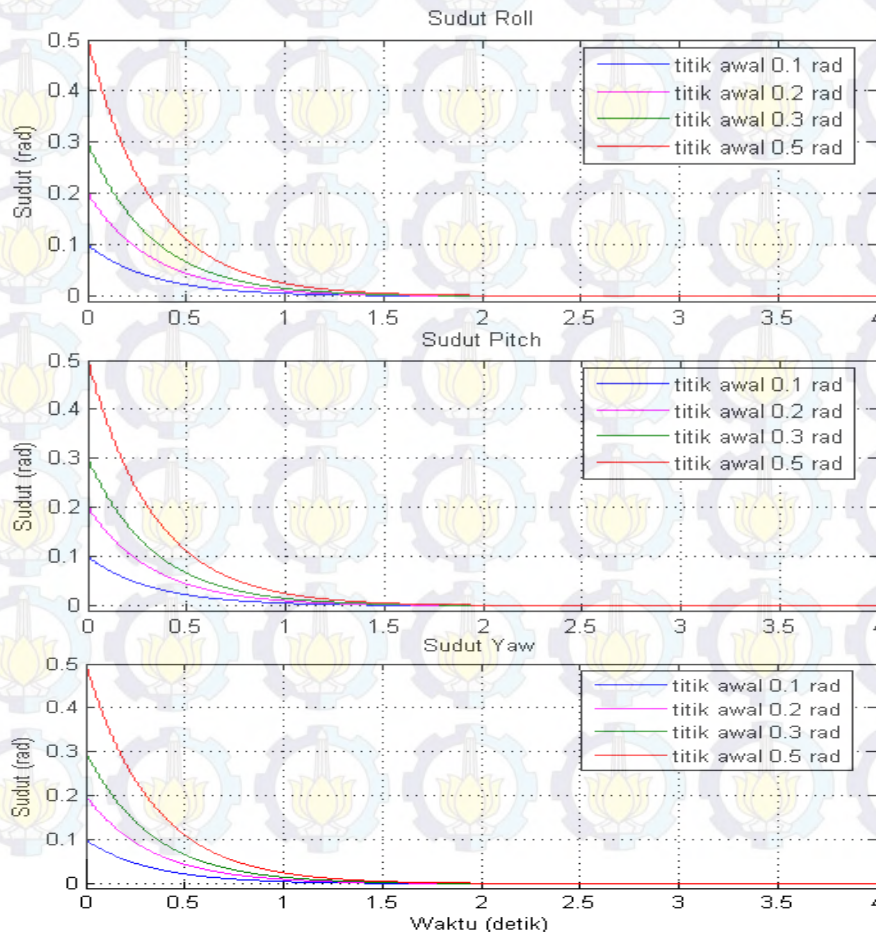 Sudut Roll
0.5
0.4
0.3
0.2
0.1
0
Sudut (rad)
titik awal 0.1 rad
titik awal 0.2 rad
titik awal 0.3 rad
titik awal 0.5 rad
0 0.5 1 1.5 2 2.5 3 3.5 4
Sudut Pitch
0.5
0.4
0.3
0.2
0.1
0
Sudut (rad)
titik awal 0.1 rad
titik awal 0.2 rad
titik awal 0.3 rad
titik awal 0.5 rad
0 0.5 1 1.5 2 2.5 3 3.5 4
Sudut Yaw
0.5
0.4
0.3
0.2
0.1
0
Sudut (rad)
titik awal 0.1 rad
titik awal 0.2 rad
titik awal 0.3 rad
titik awal 0.5 rad
0 0.5 1 1.5 2 2.5 3 3.5 4
Waktu (detik)